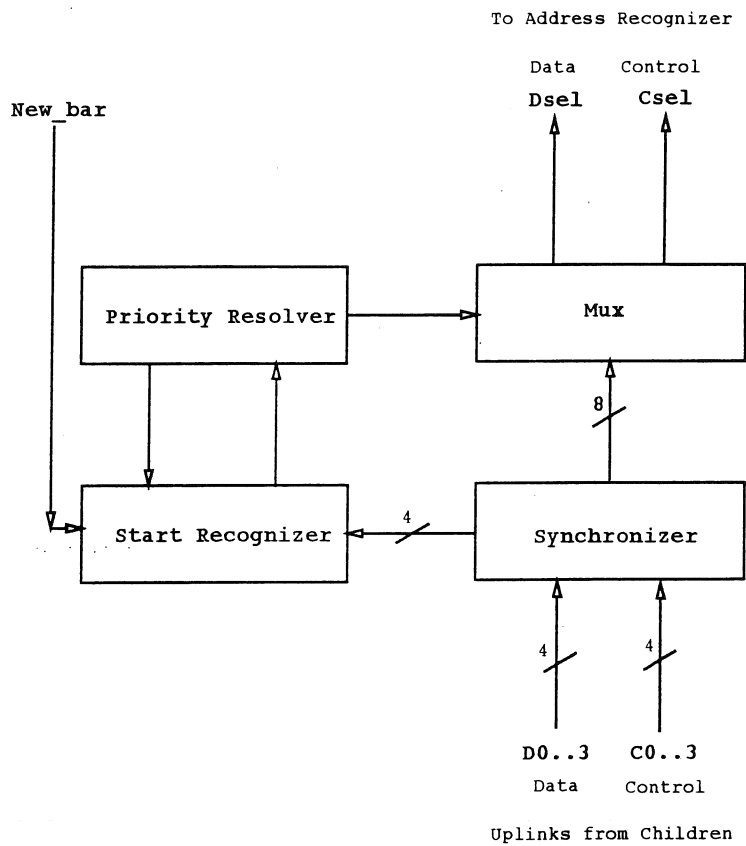 To Address Recognizer
Data Control
Dsel Csel
New_bar
Priority Resolver
Mux
8
Start Recognizer
4
Synchronizer
4 4
D0..3 C0..3
Data Control
Uplinks from Children